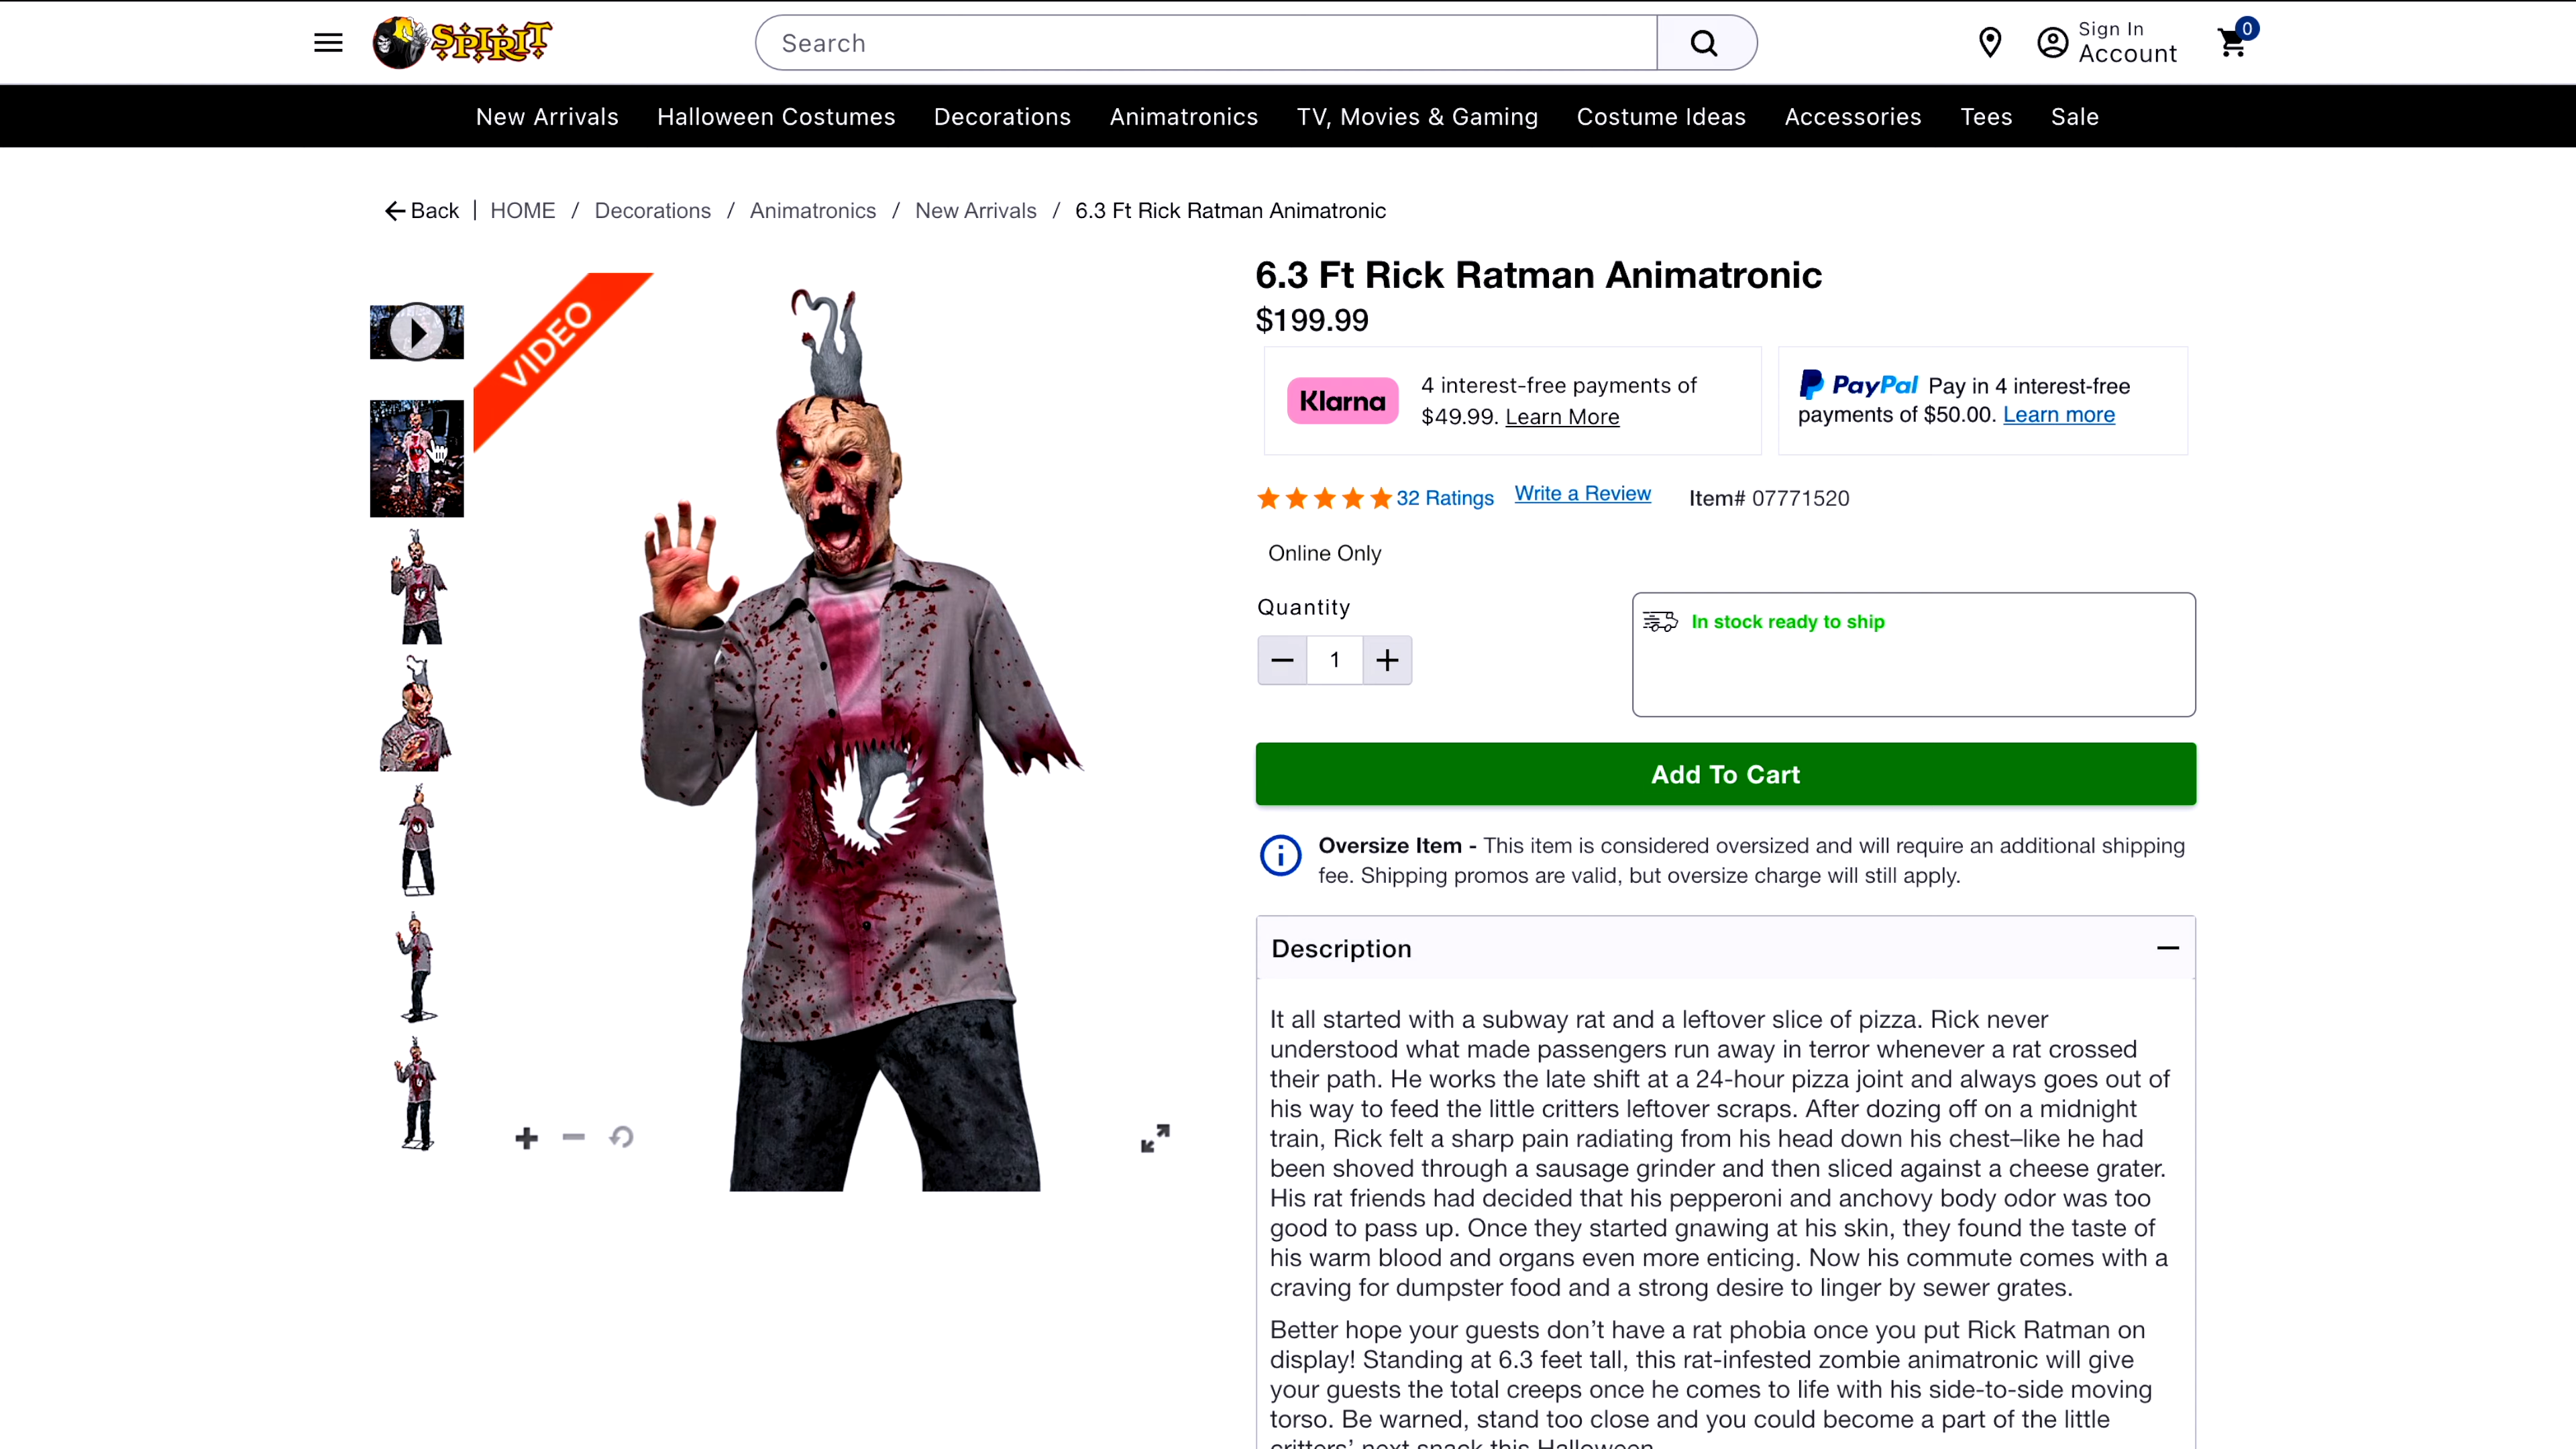 SPIRIT
Search
Sign In
Account
0
New Arrivals
Halloween Costumes
Decorations
Animatronics
TV, Movies & Gaming
Costume Ideas
Accessories
Tees
Sale
Back | HOME / Decorations / Animatronics / New Arrivals / 6.3 Ft Rick Ratman Animatronic
VIDEO
6.3 Ft Rick Ratman Animatronic
$199.99
Klarna
4 interest-free payments of
$49.99. Learn More
PayPal Pay in 4 interest-free
payments of $50.00. Learn more
32 Ratings
Write a Review
Item# 07771520
Online Only
Quantity
1
In stock ready to ship
Add To Cart
Oversize Item - This item is considered oversized and will require an additional shipping
fee. Shipping promos are valid, but oversize charge will still apply.
Description
It all started with a subway rat and a leftover slice of pizza. Rick never
understood what made passengers run away in terror whenever a rat crossed
their path. He works the late shift at a 24-hour pizza joint and always goes out of
his way to feed the little critters leftover scraps. After dozing off on a midnight
train, Rick felt a sharp pain radiating from his head down his chest–like he had
been shoved through a sausage grinder and then sliced against a cheese grater.
His rat friends had decided that his pepperoni and anchovy body odor was too
good to pass up. Once they started gnawing at his skin, they found the taste of
his warm blood and organs even more enticing. Now his commute comes with a
craving for dumpster food and a strong desire to linger by sewer grates.
Better hope your guests don’t have a rat phobia once you put Rick Ratman on
display! Standing at 6.3 feet tall, this rat-infested zombie animatronic will give
your guests the total creeps once he comes to life with his side-to-side moving
torso. Be warned, stand too close and you could become a part of the little
critters’ next snack this Halloween